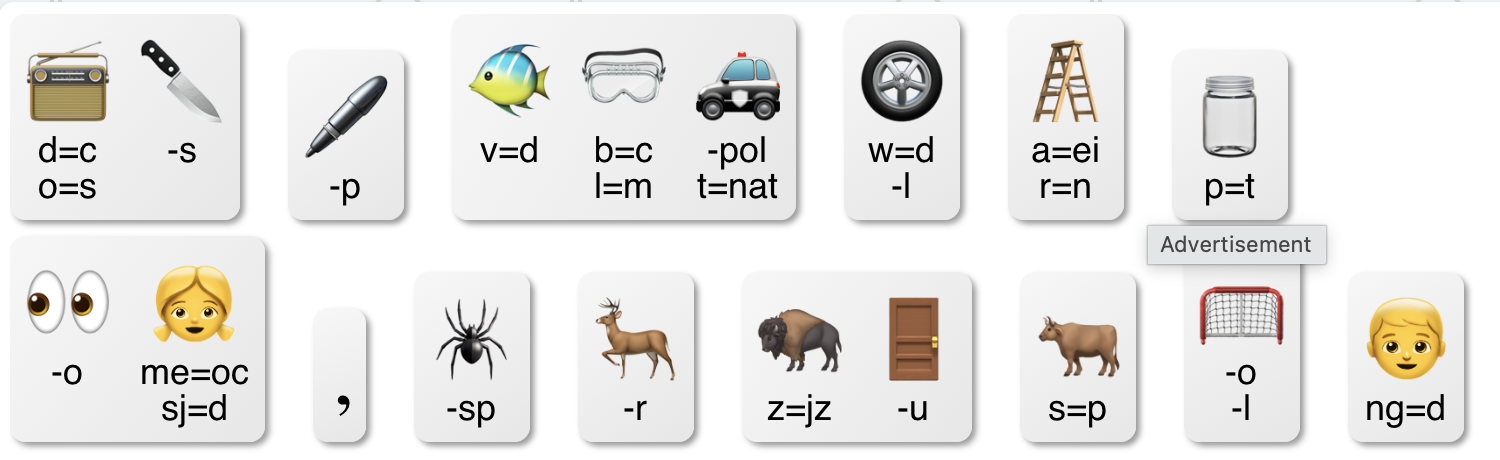 d=c -s v=d b=c -pol w=d a=ei
o=s -p l=m t=nat -l r=n p=t
Advertisement
-o me=oc -o
sj=d , -sp -r z=jz -u s=p -l ng=d